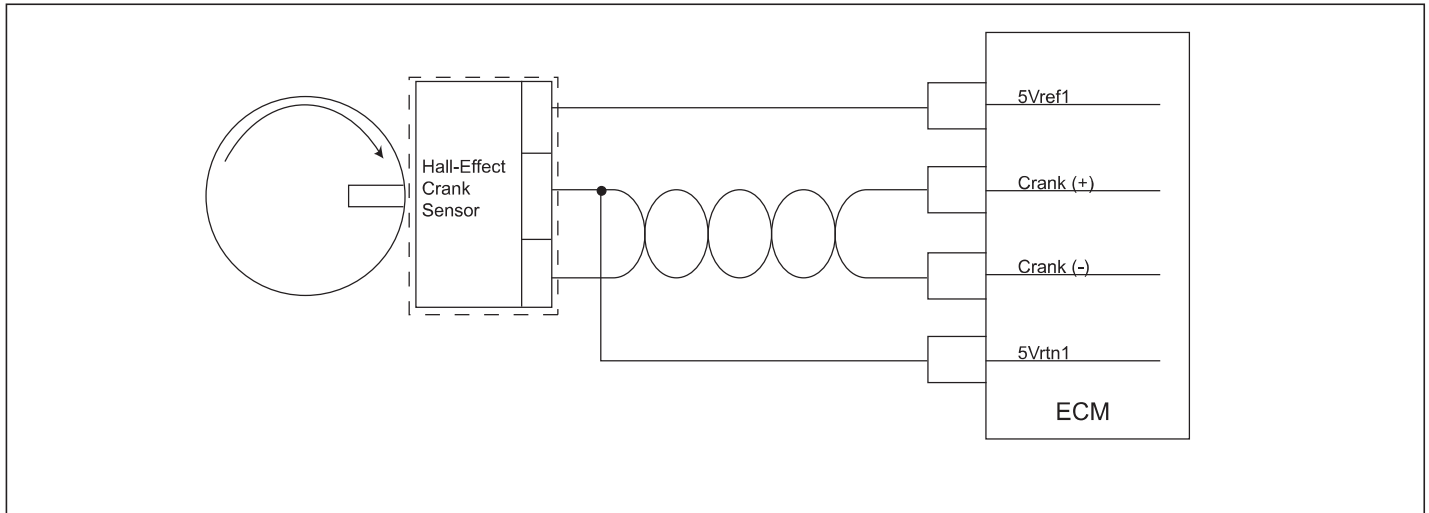 5Vref1
Hall-Effect
Crank
Sensor
Crank (+)
Crank (-)
5Vrtn1
ECM